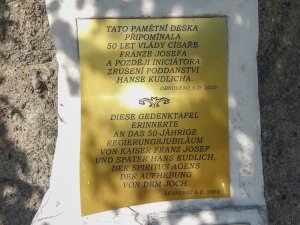 TATO PAMĚTNÍ DESKA
PŘIPOMÍNALA
50 LET VLÁDY CÍSAŘE
FRANZE JOSEFA
A POZDĚJI INICIÁTORA
ZRUŠENÍ PODDANSTVÍ
HANSE KUDLICHA.
OBNOVENO A.D. 2003
DIESE GEDENKTAFEL
ERINNERTE
AN DAS 50-JÄHRIGE
REGIERUNGSJUBILÄUM
VON KAISER FRANZ JOSEF
UND SPÄTER HANS KUDLICH,
DER SPIRITUS AGENS
DER AUFHEBUNG
VON DEM JOCH.
ERNEUERT A.D. 2003